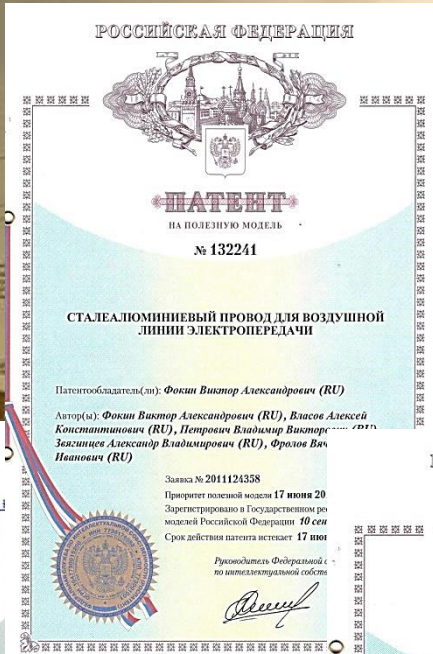 РОССИЙСКАЯ ФЕДЕРАЦИЯ
ПАТЕНТ
НА ПОЛЕЗНУЮ МОДЕЛЬ
№ 132241
СТАЛЕАЛЮМИНИЕВЫЙ ПРОВОД ДЛЯ ВОЗДУШНОЙ
ЛИНИИ ЭЛЕКТРОПЕРЕДАЧИ
Патентообладатель(ли): Фокин Виктор Александрович (RU)
Автор(ы): Фокин Виктор Александрович (RU), Власов Алексей
Константинович (RU), Петрович Владимир
Звягинцев Александр Владимирович (RU), Фролов
Иванович (RU)
Заявка № 2011124358
Приоритет полезной модели 17 июня
Зарегистрировано в Государственном
моделей Российской Федерации 10
Срок действия патента истекает 17
Руководитель Федеральной
по интеллектуальной